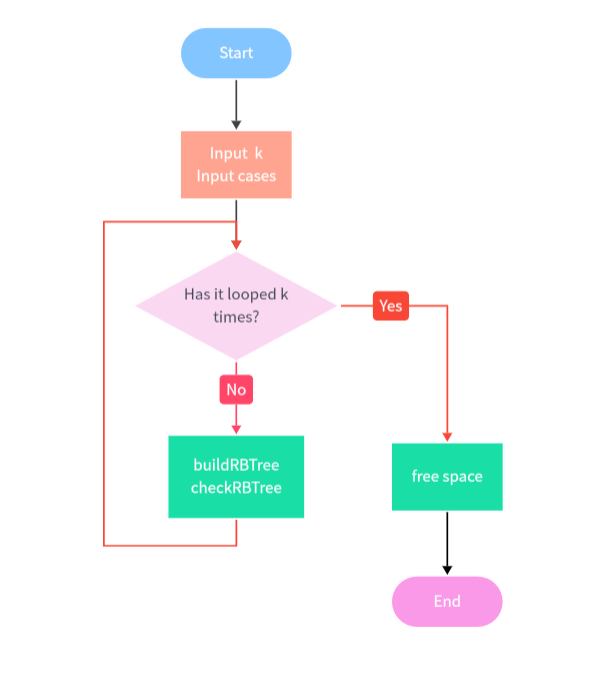 Start
Input k
Input cases
Has it looped k
times?
Yes
No
buildRBTree
checkRBTree
free space
End